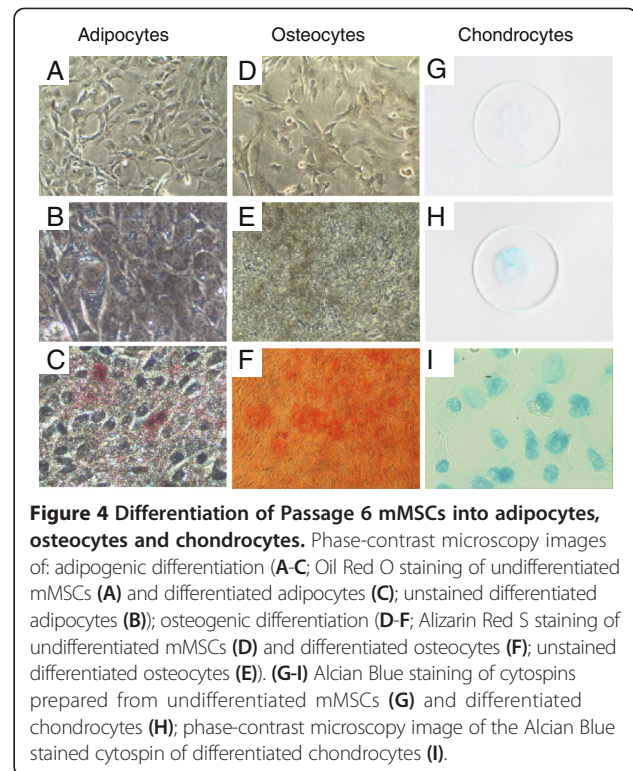 Adipocytes Osteocytes Chondrocytes
A D G
B E H
C F I
Figure 4 Differentiation of Passage 6 mMSCs into adipocytes,
osteocytes and chondrocytes. Phase-contrast microscopy images
of: adipogenic differentiation (A-C; Oil Red O staining of undifferentiated
mMSCs (A) and differentiated adipocytes (C); unstained differentiated
adipocytes (B)); osteogenic differentiation (D-F; Alizarin Red S staining of
undifferentiated mMSCs (D) and differentiated osteocytes (F); unstained
differentiated osteocytes (E)). (G-I) Alcian Blue staining of cytospins
prepared from undifferentiated mMSCs (G) and differentiated
chondrocytes (H); phase-contrast microscopy image of the Alcian Blue
stained cytospin of differentiated chondrocytes (I).